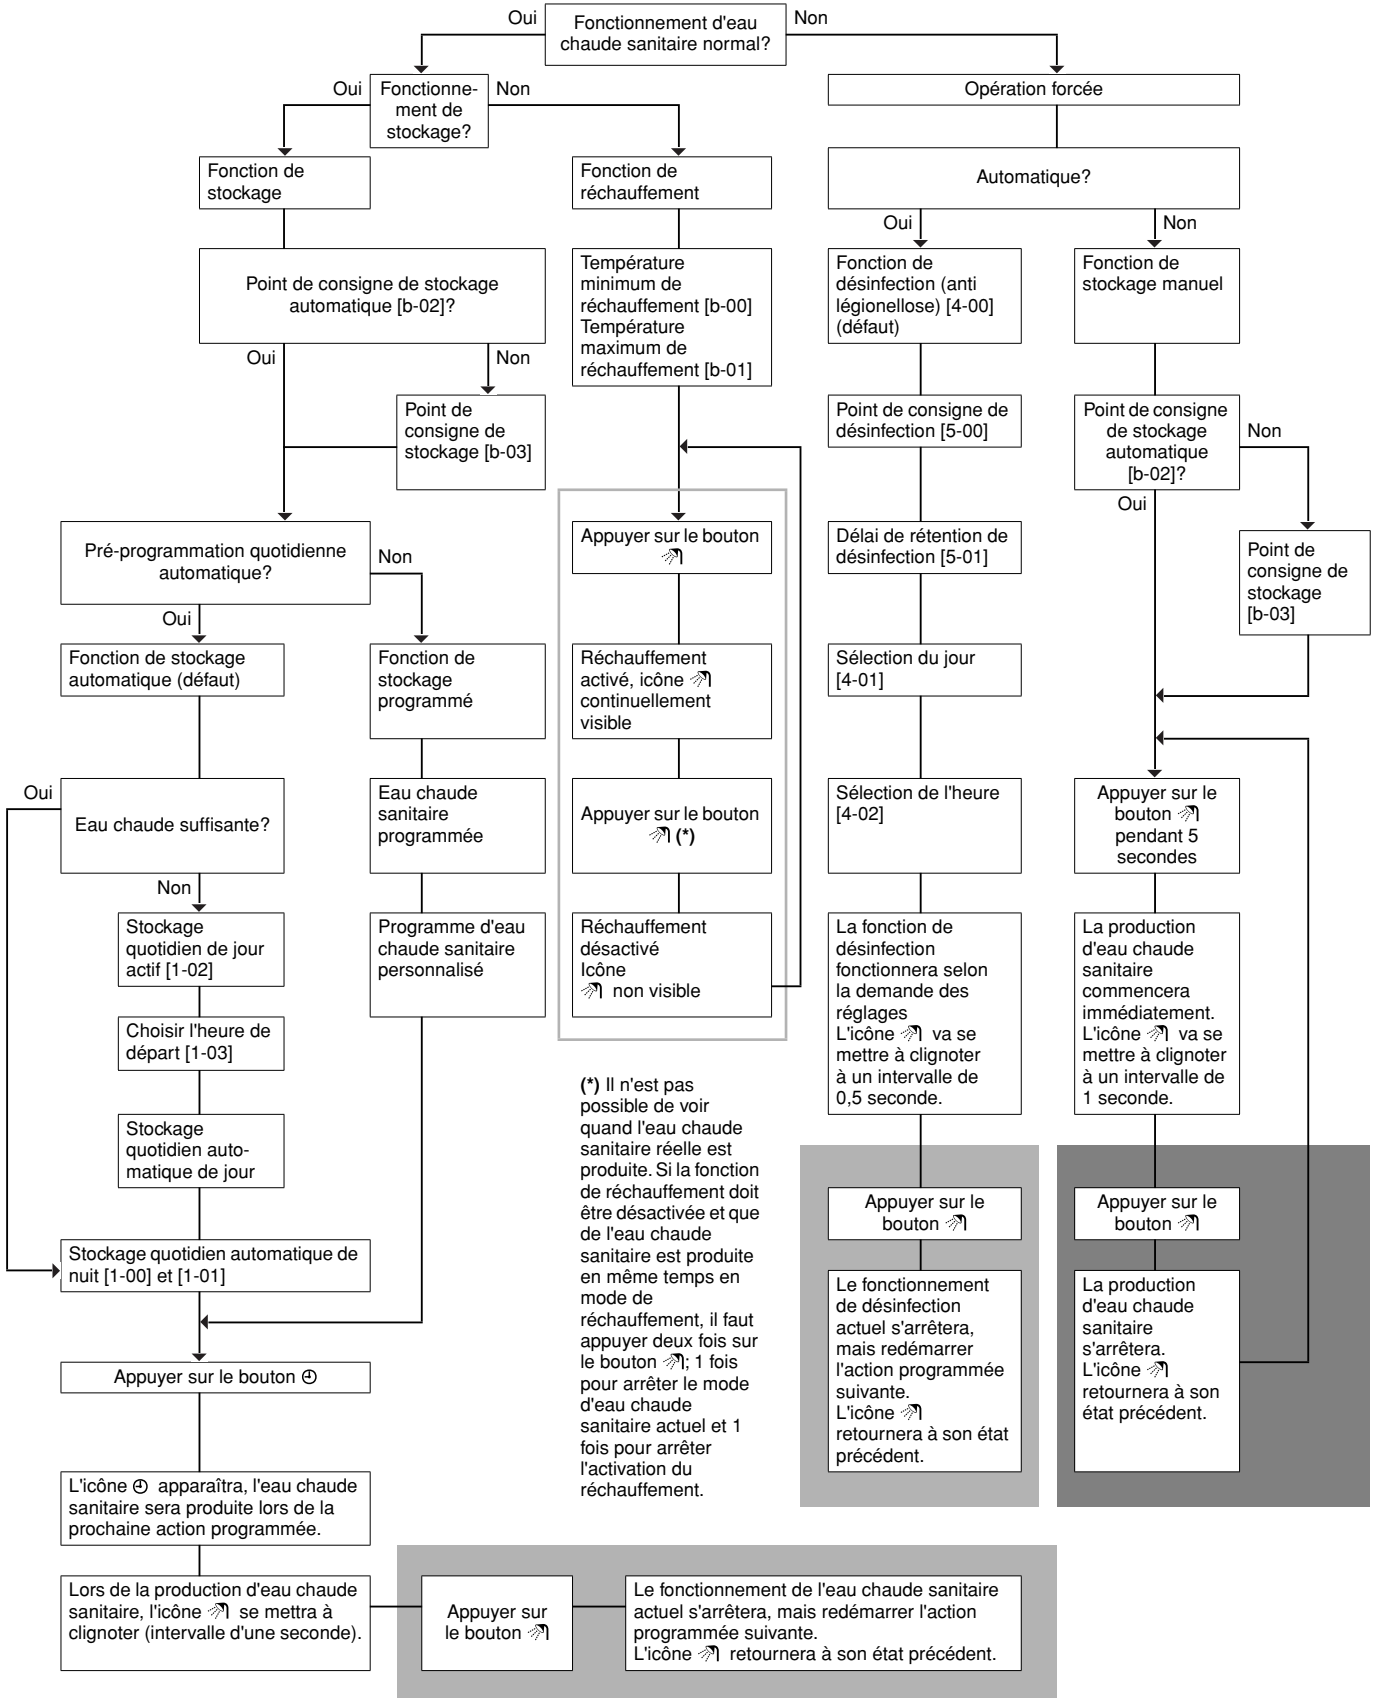 Oui
Fonctionnement d'eau
chaude sanitaire normal?
Non
Oui
Fonctionne-
ment de
stockage?
Non
Opération forcée
Fonction de
stockage
Fonction de
réchauffement
Automatique?
Oui
Non
Point de consigne de stockage
automatique [b-02]?
Oui
Non
Point de
consigne de
stockage [b-03]
Température
minimum de
réchauffement [b-00]
Température
maximum de
réchauffement [b-01]
Fonction de
désinfection (anti
légionellose) [4-00]
(défaut)
Fonction de
stockage manuel
Point de consigne de
désinfection [5-00]
Point de consigne
de stockage
automatique
[b-02]?
Non
Oui
Pré-programmation quotidienne
automatique?
Non
Oui
Appuyer sur le bouton
Délai de rétention de
désinfection [5-01]
Point de
consigne de
stockage
[b-03]
Fonction de stockage
automatique (défaut)
Fonction de
stockage
programmé
Réchauffement
activé, icône
continuellement
visible
Sélection du jour
[4-01]
Oui
Eau chaude suffisante?
Non
Eau chaude
sanitaire
programmée
Appuyer sur le bouton
(*)
Sélection de l'heure
[4-02]
Appuyer sur le
bouton
pendant 5
secondes
Stockage
quotidien de jour
actif [1-02]
Programme d'eau
chaude sanitaire
personnalisé
Réchauffement
désactivé
Icône
non visible
La fonction de
désinfection
fonctionnera selon
la demande des
réglages
L'icône va se
mettre à clignoter
à un intervalle de
0,5 seconde.
La production
d'eau chaude
sanitaire
commencera
immédiatement.
L'icône va se
mettre à clignoter
à un intervalle de
1 seconde.
Choisir l'heure de
départ [1-03]
Stockage
quotidien auto-
matique de jour
(*) Il n'est pas
possible de voir
quand l'eau chaude
sanitaire réelle est
produite. Si la fonction
de réchauffement doit
être désactivée et que
de l'eau chaude
sanitaire est produite
en même temps en
mode de
réchauffement, il faut
appuyer deux fois sur
le bouton ; 1 fois
pour arrêter le mode
d'eau chaude
sanitaire actuel et 1
fois pour arrêter
l'activation du
réchauffement.
Appuyer sur le
bouton
Appuyer sur le
bouton
Stockage quotidien automatique de
nuit [1-00] et [1-01]
Le fonctionnement
de désinfection
actuel s'arrêtera,
mais redémarrer
l'action programmée
suivante.
L'icône
retournera à son état
précédent.
La production
d'eau chaude
sanitaire
s'arrêtera.
L'icône
retournera à son
état précédent.
Appuyer sur le bouton
L'icône apparaîtra, l'eau chaude
sanitaire sera produite lors de la
prochaine action programmée.
Lors de la production d'eau chaude
sanitaire, l'icône se mettra à
clignoter (intervalle d'une seconde).
Appuyer sur
le bouton
Le fonctionnement de l'eau chaude sanitaire
actuel s'arrêtera, mais redémarrer l'action
programmée suivante.
L'icône retournera à son état précédent.